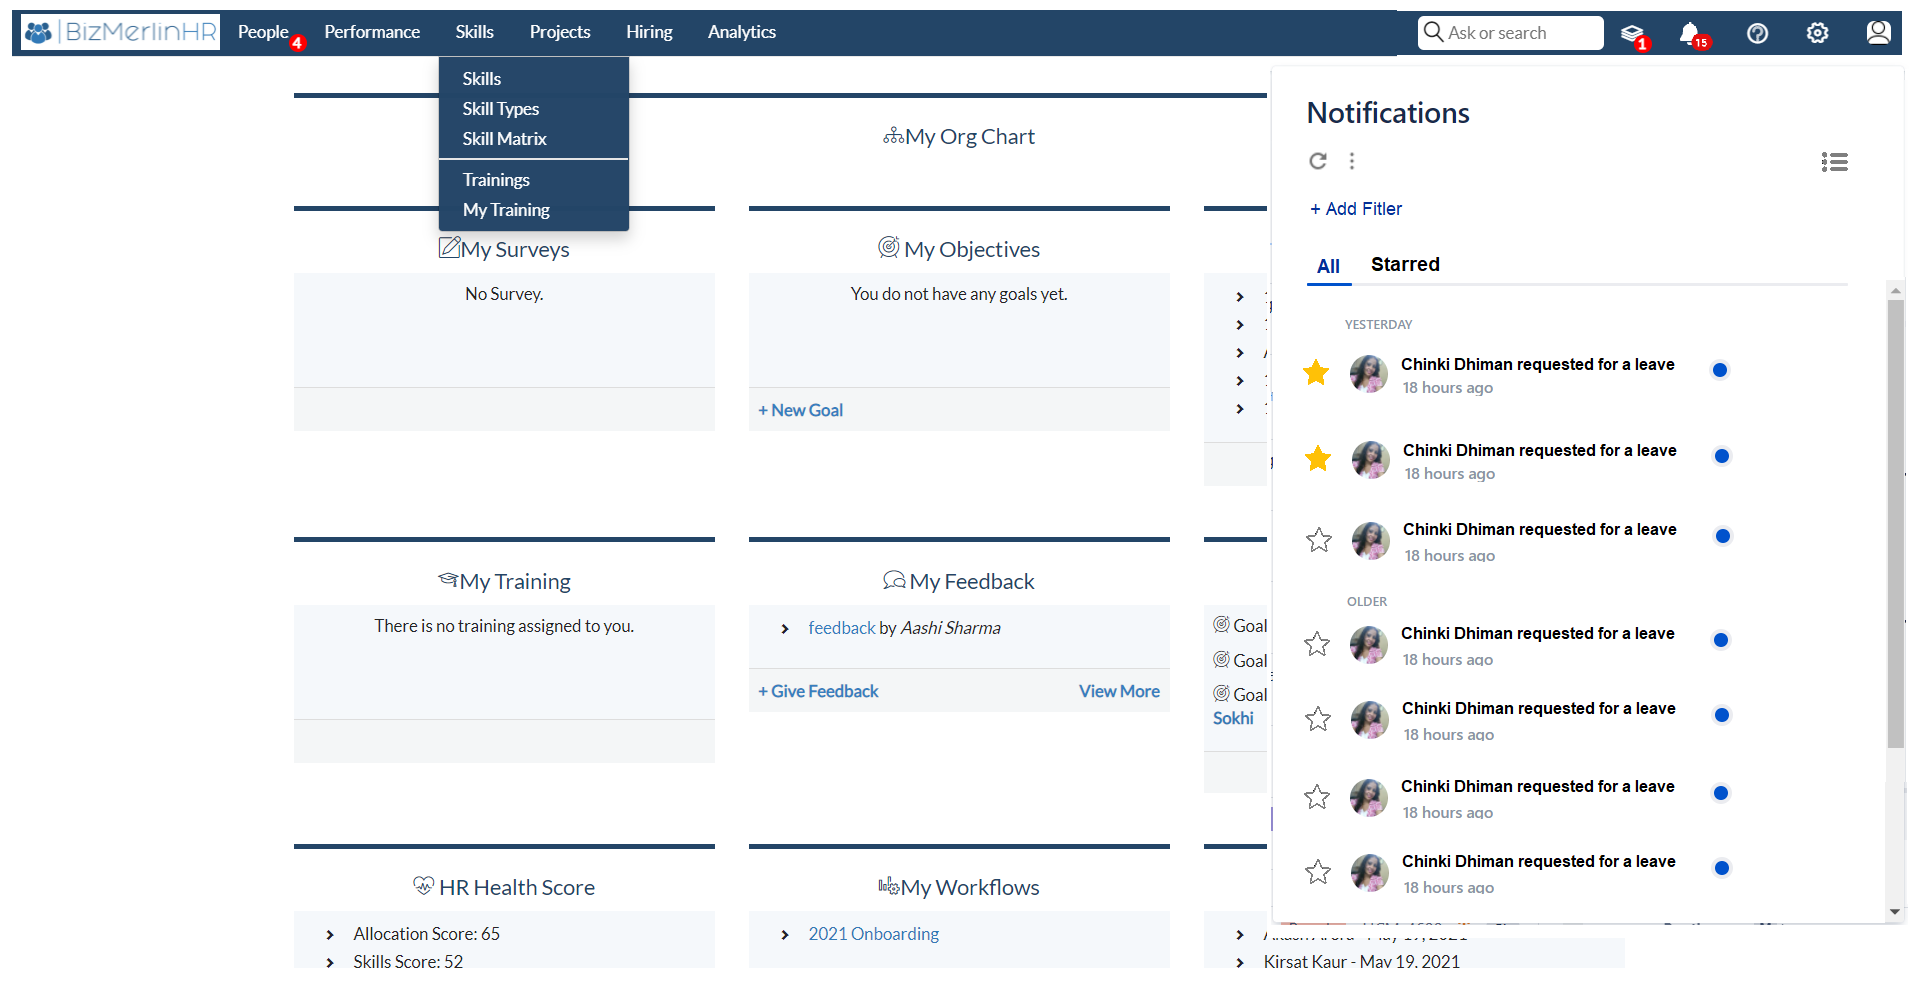 BizMerlinHR
People 4
Performance
Skills
Projects
Hiring
Analytics
Ask or search
1
15
Skills
Skill Types
Skill Matrix
Trainings
My Training
My Org Chart
My Surveys
No Survey.
My Objectives
You do not have any goals yet.
+ New Goal
My Training
There is no training assigned to you.
My Feedback
feedback by Aashi Sharma
+ Give Feedback
View More
Goal
Goal
Goal
Sokhi
HR Health Score
Allocation Score: 65
Skills Score: 52
My Workflows
2021 Onboarding
Kirsat Kaur - May 19, 2021
Notifications
+ Add Fitler
All
Starred
YESTERDAY
Chinki Dhiman requested for a leave
18 hours ago
Chinki Dhiman requested for a leave
18 hours ago
Chinki Dhiman requested for a leave
18 hours ago
OLDER
Chinki Dhiman requested for a leave
18 hours ago
Chinki Dhiman requested for a leave
18 hours ago
Chinki Dhiman requested for a leave
18 hours ago
Chinki Dhiman requested for a leave
18 hours ago